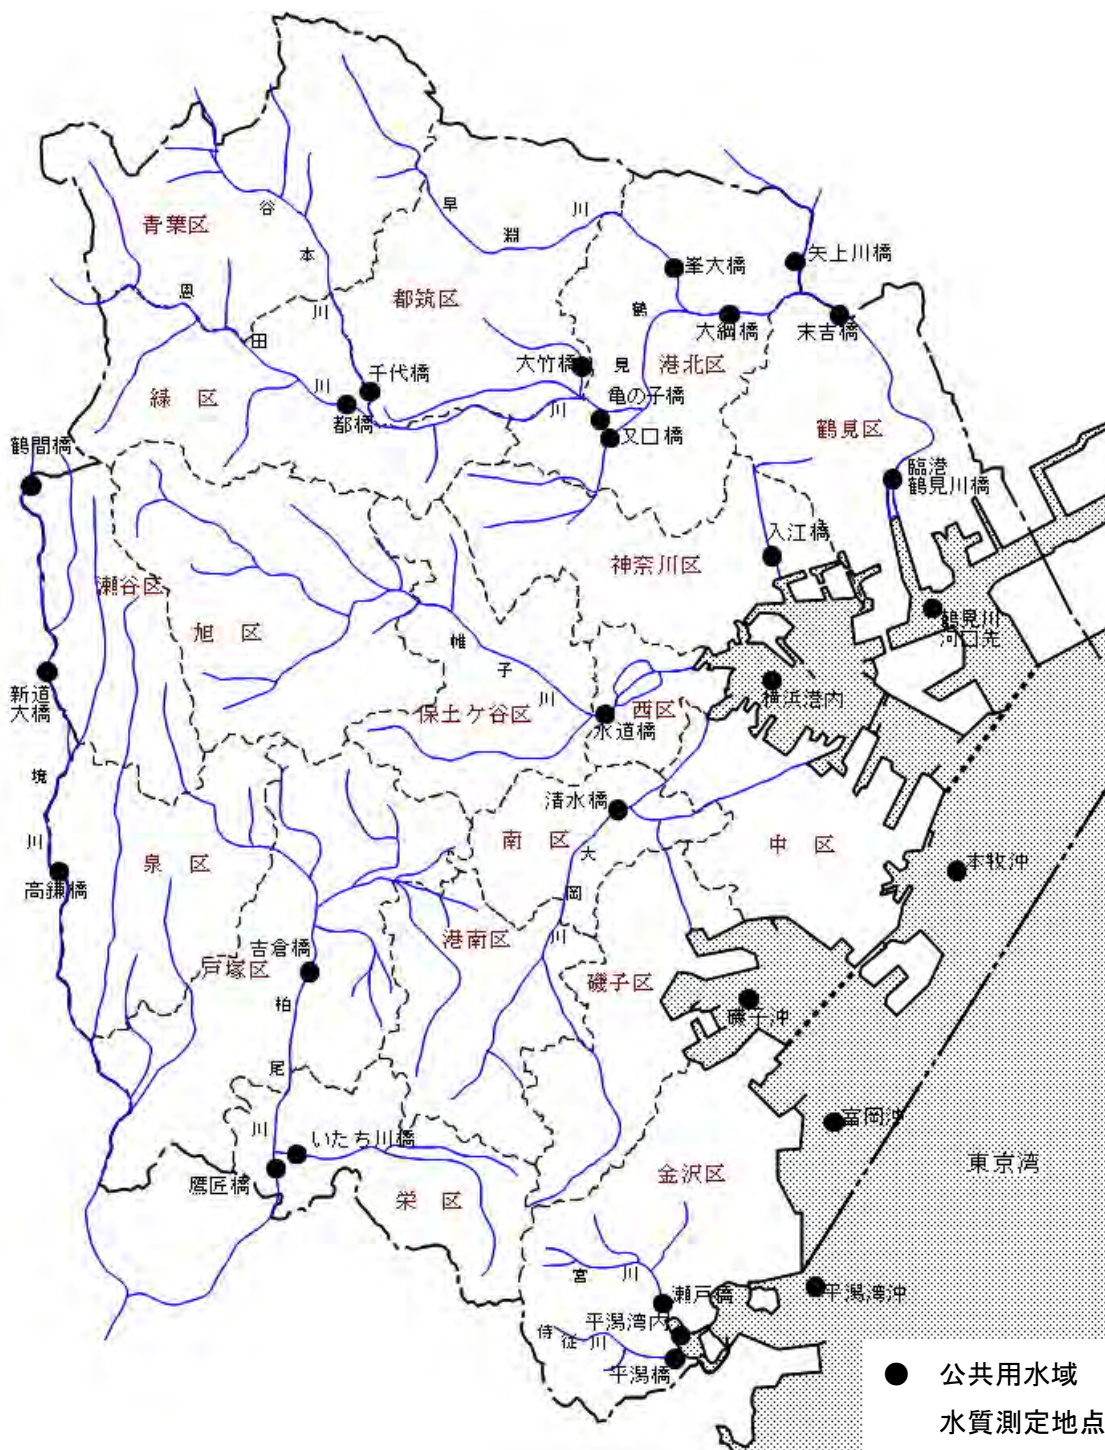 谷
本
川
早
淵
川
青葉区
恩
田
川
都筑区
峯大橋
矢上川橋
大綱橋
末吉橋
鶴
見
川
港北区
大竹橋
千代橋
都橋
亀の子橋
又口橋
緑 区
鶴見区
鶴間橋
臨港
鶴見川橋
入江橋
神奈川区
瀬谷区
旭 区
鶴見川
河口先
帷
子
川
新道
大橋
横浜港内
保土ケ谷区
西区
水道橋
境
川
清水橋
南 区
大
岡
川
中 区
泉 区
高鎌橋
本牧沖
港南区
吉倉橋
戸塚区
磯子区
柏
尾
川
磯子沖
富岡沖
いたち川橋
鷹匠橋
栄 区
金沢区
東京湾
宮 川
瀬戸橋
平潟湾沖
平潟湾内
侍
従
川
平潟橋
● 公共用水域
水質測定地点